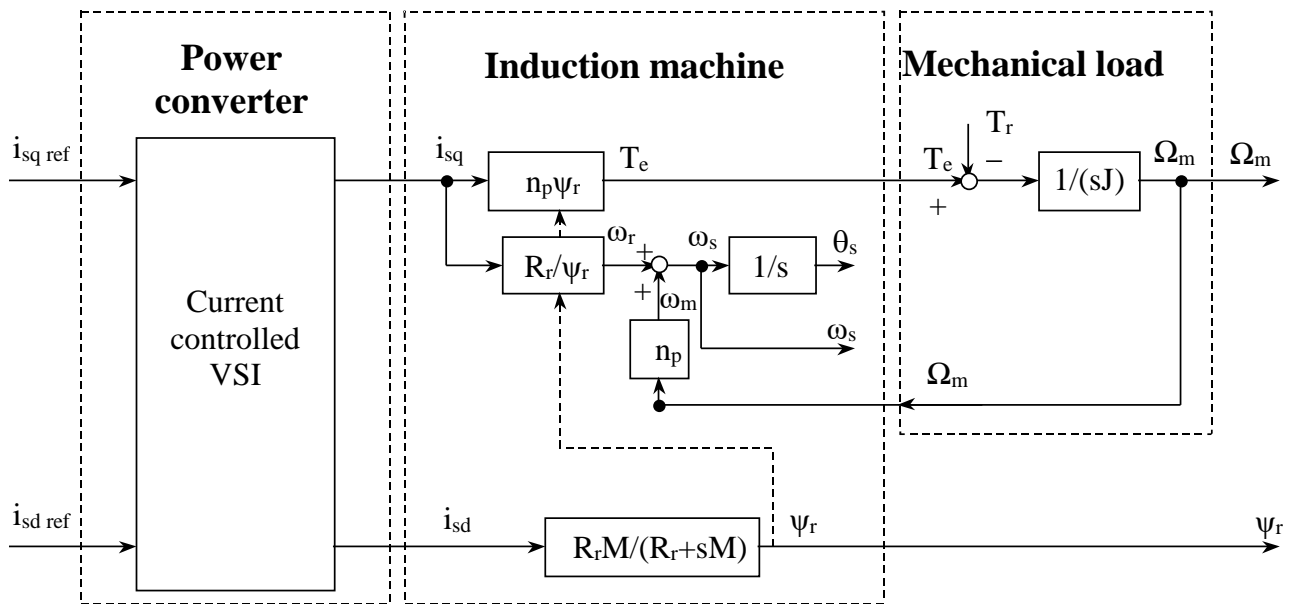 Power
converter
Induction machine
Mechanical load
i_sq ref
i_sq
T_e
T_e
T_r
−
+
Ω_m
Ω_m
n_pψ_r
1/(sJ)
ω_r
+
+
ω_s
θ_s
R_r/ψ_r
1/s
ω_m
ω_s
n_p
Ω_m
Current
controlled
VSI
i_sd ref
i_sd
R_rM/(R_r+sM)
ψ_r
ψ_r